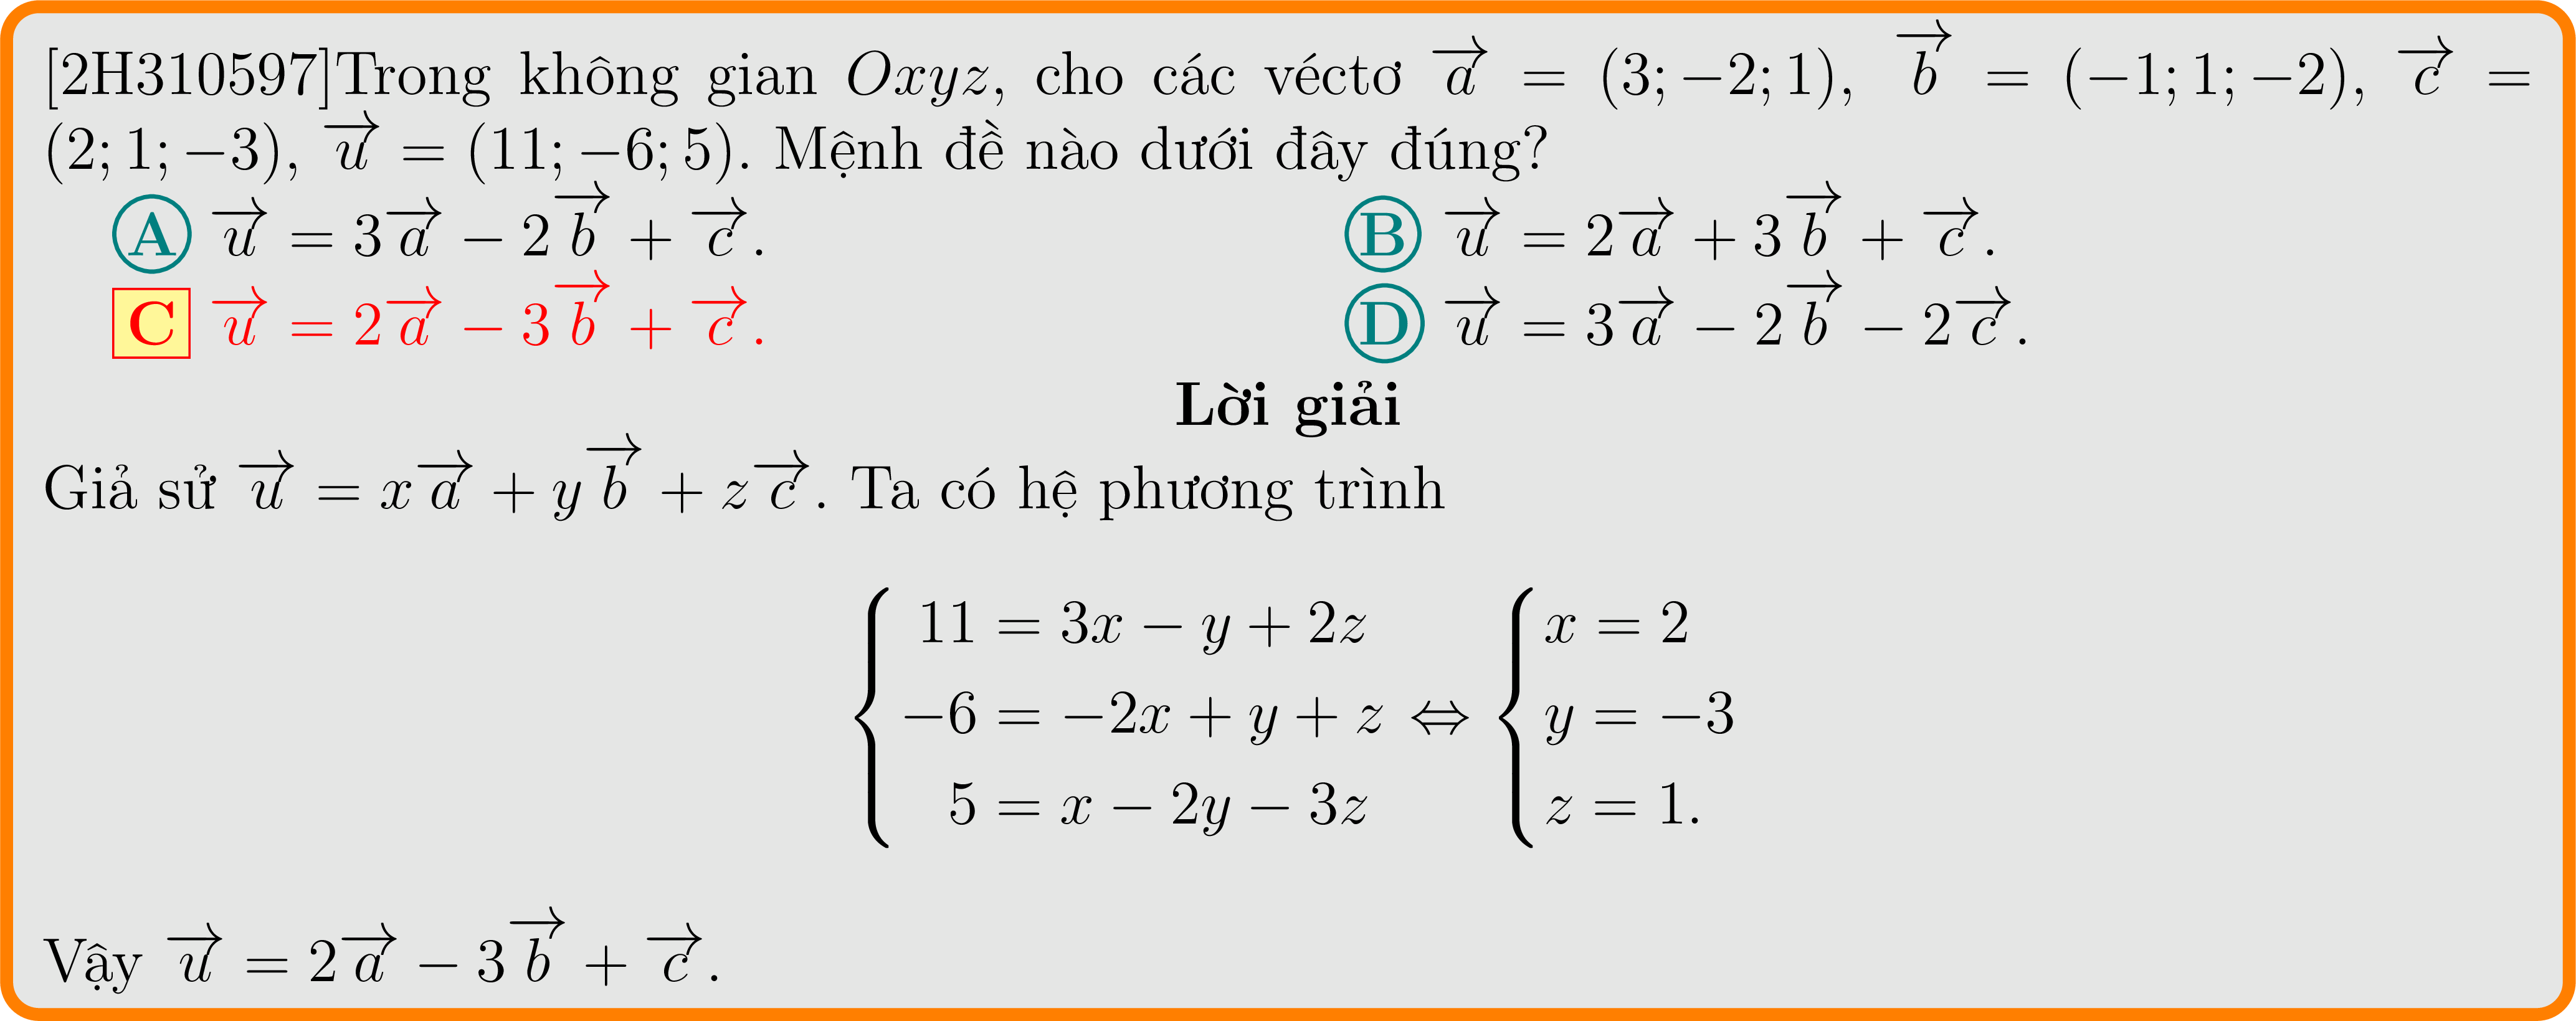 [2H310597]Trong không gian Oxyz, cho các véctơ $\overrightarrow{a}$ = (3; −2; 1), $\overrightarrow{b}$ = (−1; 1; −2), $\overrightarrow{c}$ =
(2; 1; −3), $\overrightarrow{u}$ = (11; −6; 5). Mệnh đề nào dưới đây đúng?
A $\overrightarrow{u} = 3\overrightarrow{a} - 2\overrightarrow{b} + \overrightarrow{c}$. B $\overrightarrow{u} = 2\overrightarrow{a} + 3\overrightarrow{b} + \overrightarrow{c}$.
C $\overrightarrow{u} = 2\overrightarrow{a} - 3\overrightarrow{b} + \overrightarrow{c}$. D $\overrightarrow{u} = 3\overrightarrow{a} - 2\overrightarrow{b} - 2\overrightarrow{c}$.
Lời giải
Giả sử $\overrightarrow{u} = x\overrightarrow{a} + y\overrightarrow{b} + z\overrightarrow{c}$. Ta có hệ phương trình
$\begin{cases} 11 = 3x - y + 2z \\ -6 = -2x + y + z \\ 5 = x - 2y - 3z \end{cases} \Leftrightarrow \begin{cases} x = 2 \\ y = -3 \\ z = 1. \end{cases}$
Vậy $\overrightarrow{u} = 2\overrightarrow{a} - 3\overrightarrow{b} + \overrightarrow{c}$.